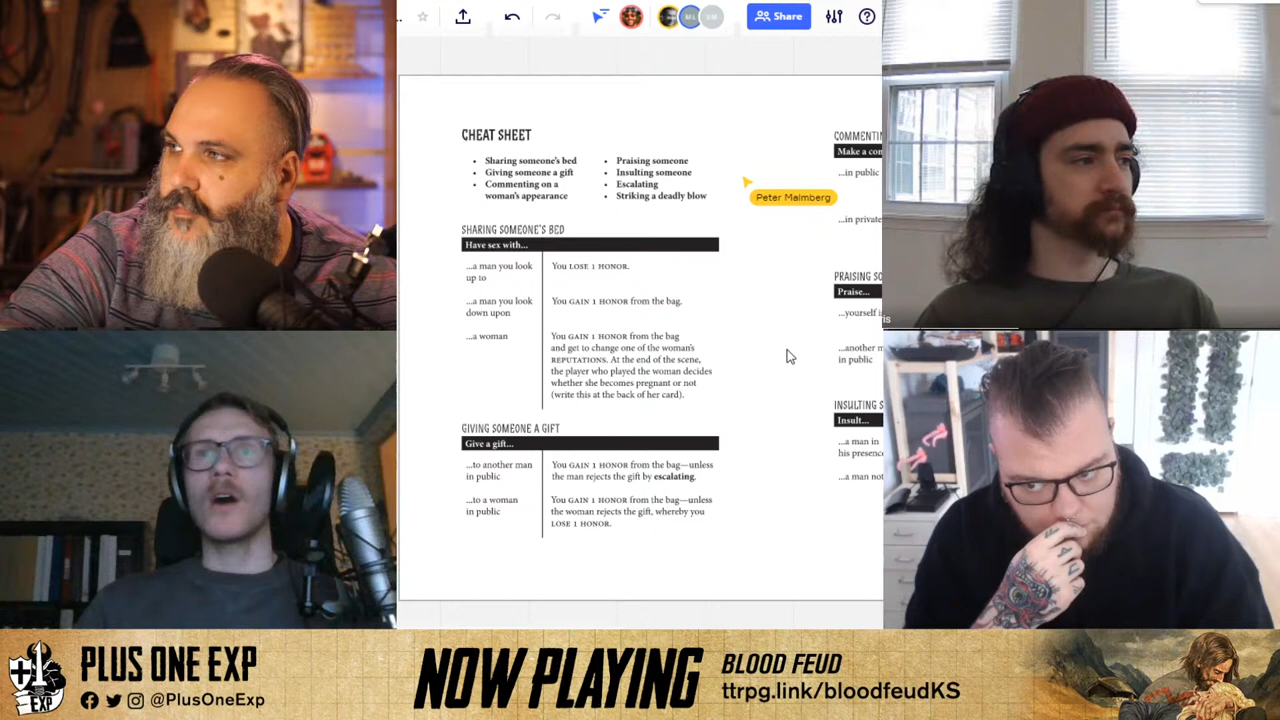 Share
ML
SM
CHEAT SHEET
• Sharing someone's bed
• Giving someone a gift
• Commenting on a
woman's appearance
• Praising someone
• Insulting someone
• Escalating
• Striking a deadly blow
Peter Malmberg
SHARING SOMEONE'S BED
Have sex with...
...a man you look
up to
You LOSE 1 HONOR.
...a man you look
down upon
You GAIN 1 HONOR from the bag.
...a woman
You GAIN 1 HONOR from the bag
and get to change one of the woman's
REPUTATIONS. At the end of the scene,
the player who played the woman decides
whether she becomes pregnant or not
(write this at the back of her card).
GIVING SOMEONE A GIFT
Give a gift...
...to another man
in public
You GAIN 1 HONOR from the bag—unless
the man rejects the gift by escalating.
...to a woman
in public
You GAIN 1 HONOR from the bag—unless
the woman rejects the gift, whereby you
LOSE 1 HONOR.
COMMENTIN
Make a con
...in public
...in private
PRAISING SO
Praise...
...yourself i
...another m
in public
INSULTING S
Insult...
...a man in
his presenc
...a man not
ris
EXP
PLUS ONE EXP
@PlusOneExp
NOW PLAYING
BLOOD FEUD
ttrpg.link/bloodfeudKS